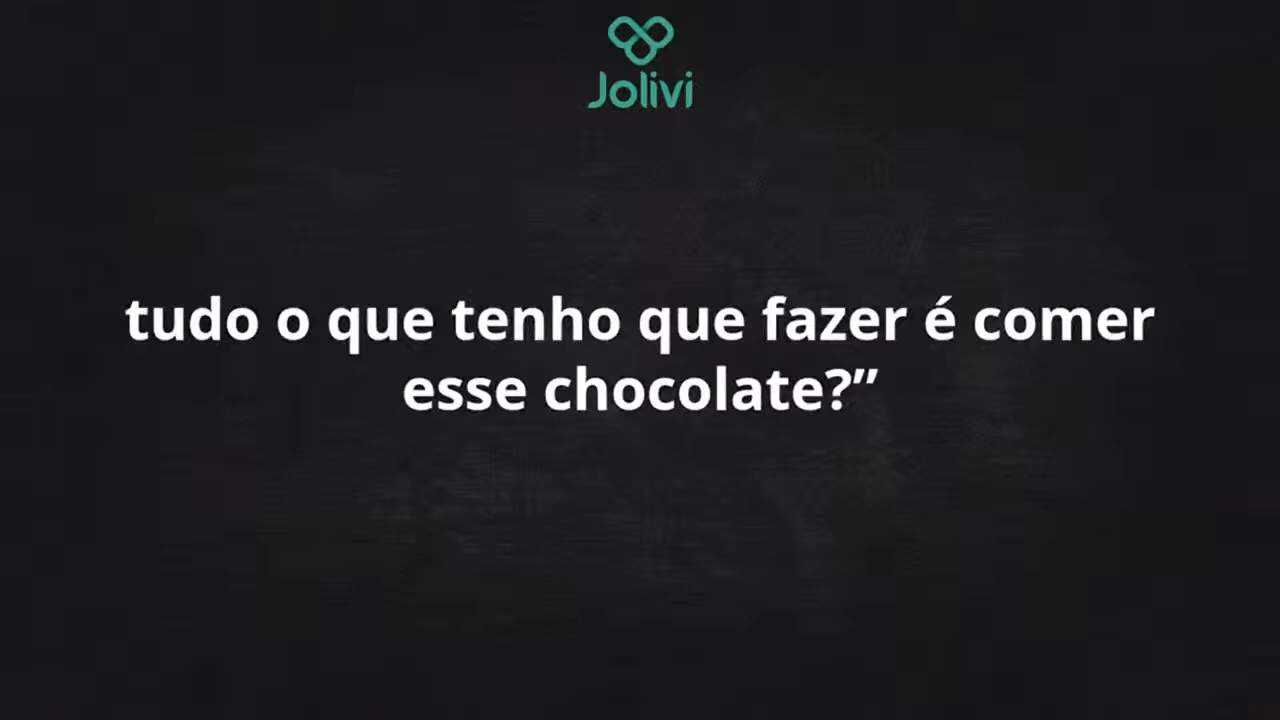 Jolivi
tudo o que tenho que fazer é comer
esse chocolate?”